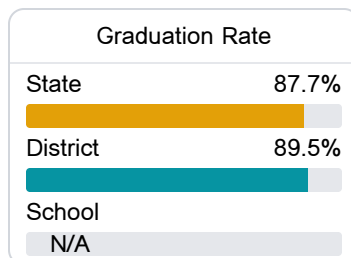 Graduation Rate
State 87.7%
District 89.5%
School
N/A